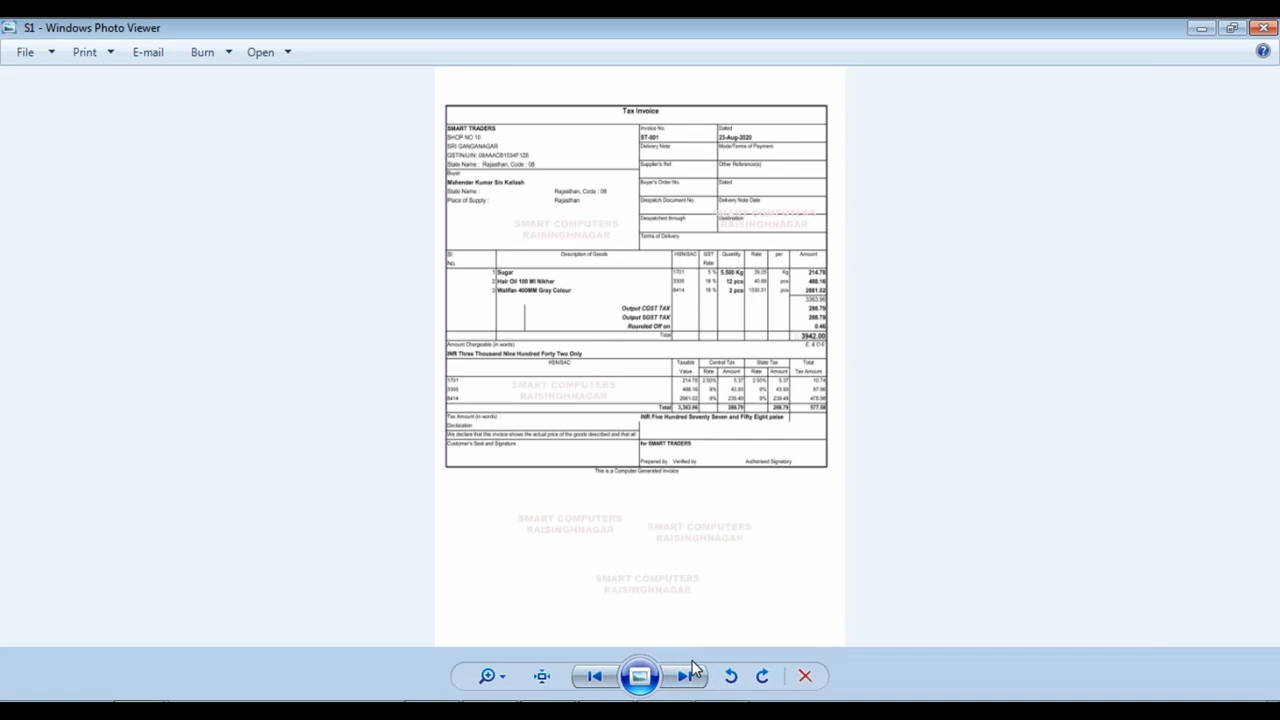 S1 - Windows Photo Viewer
File Print E-mail Burn Open
Tax Invoice
SMART TRADERS
SHOP NO 10
SRI GANGANAGAR
GSTIN/UIN: 08AAACB1534F1Z6
State Name : Rajasthan, Code : 08
Invoice No. Dated
ST-001 23-Aug-2020
Delivery Note Mode/Terms of Payment
Supplier's Ref. Other Reference(s)
Buyer
Mahender Kumar S/o Kailash
State Name : Rajasthan, Code : 08
Place of Supply : Rajasthan
Buyer's Order No. Dated
Despatch Document No. Delivery Note Date
Despatched through Destination
Terms of Delivery
SMART COMPUTERS
RAISINGHNAGAR
SMART COMPUTERS
RAISINGHNAGAR
Sl No. Description of Goods HSN/SAC GST Rate Quantity Rate per Amount
1 Sugar 1701 5 % 5.500 Kg 39.05 Kg 214.78
2 Hair Oil 100 Ml Nikhar 3305 18 % 12 pcs 40.68 pcs 488.16
3 Wallfan 400MM Gray Colour 8414 18 % 2 pcs 1330.51 pcs 2661.02
3363.96
Output CGST TAX 288.79
Output SGST TAX 288.79
Rounded Off on 0.46
Total 3942.00
Amount Chargeable (in words) E. & O.E
INR Three Thousand Nine Hundred Forty Two Only
HSN/SAC Taxable Value Central Tax Rate Amount State Tax Rate Amount Total Tax Amount
1701 214.78 2.50% 5.37 2.50% 5.37 10.74
3305 488.16 9% 43.93 9% 43.93 87.86
8414 2661.02 9% 239.49 9% 239.49 478.98
Total 3,363.96 288.79 288.79 577.58
SMART COMPUTERS
RAISINGHNAGAR
Tax Amount (in words) : INR Five Hundred Seventy Seven and Fifty Eight paise
Declaration
We declare that this invoice shows the actual price of the goods described and that all
Customer's Seal and Signature for SMART TRADERS
Prepared by Verified by Authorised Signatory
This is a Computer Generated Invoice
SMART COMPUTERS
RAISINGHNAGAR
SMART COMPUTERS
RAISINGHNAGAR
SMART COMPUTERS
RAISINGHNAGAR